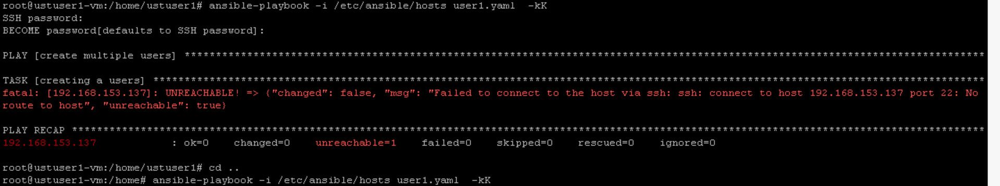 root@ustuser1-vm:/home/ustuser1# ansible-playbook -i /etc/ansible/hosts user1.yaml  -kK
SSH password:
BECOME password[defaults to SSH password]:
PLAY [create multiple users] ********************************************************************************************************************************
TASK [creating a users] *************************************************************************************************************************************
fatal: [192.168.153.137]: UNREACHABLE! => {"changed": false, "msg": "Failed to connect to the host via ssh: ssh: connect to host 192.168.153.137 port 22: No
route to host", "unreachable": true}
PLAY RECAP **************************************************************************************************************************************************
192.168.153.137            : ok=0    changed=0    unreachable=1    failed=0    skipped=0    rescued=0    ignored=0
root@ustuser1-vm:/home/ustuser1# cd ..
root@ustuser1-vm:/home# ansible-playbook -i /etc/ansible/hosts user1.yaml  -kK